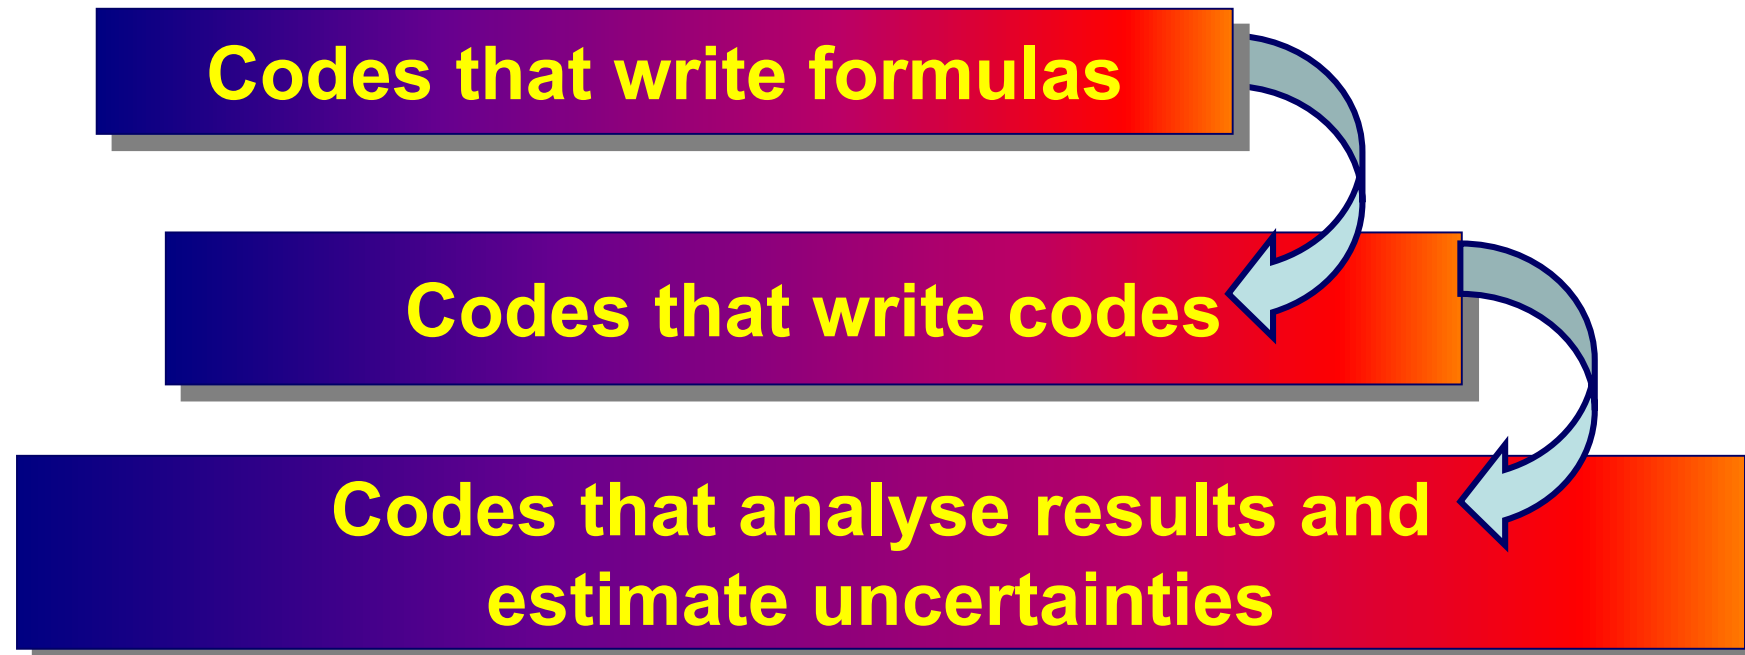 Codes that write formulas
Codes that write codes
Codes that analyse results and
estimate uncertainties